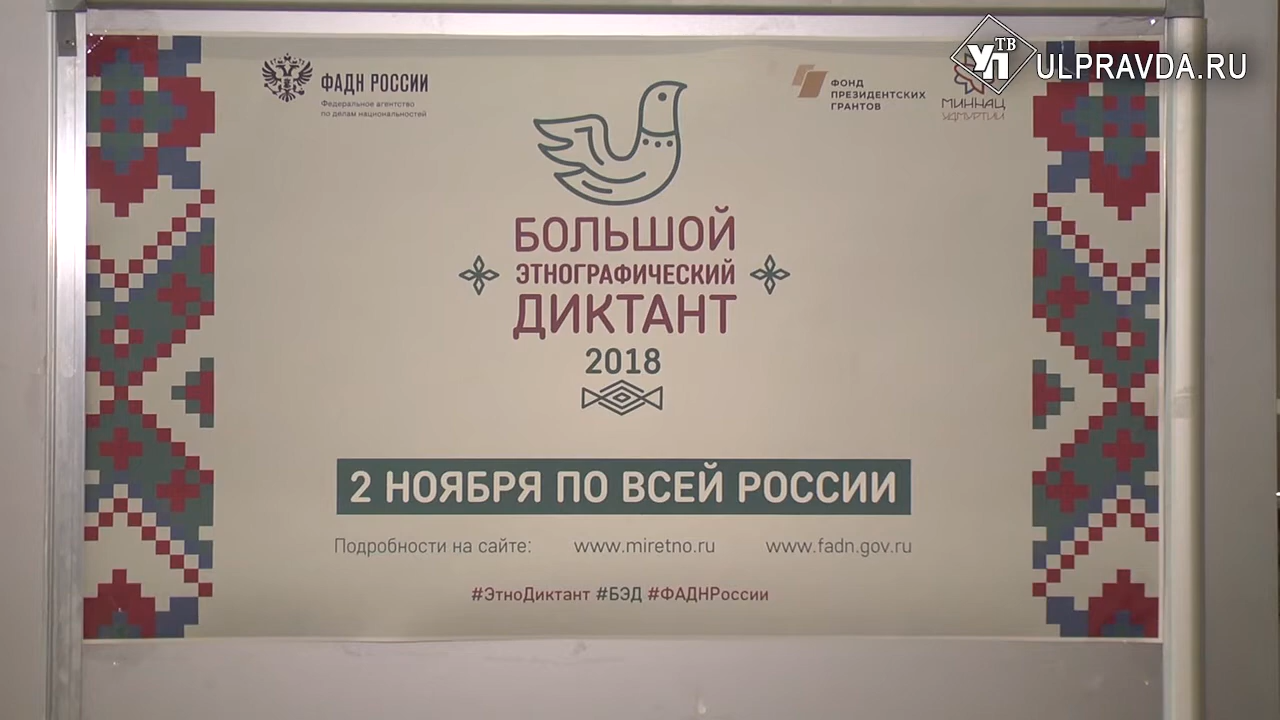 ФАДН РОССИИ
Федеральное агентство
по делам национальностей
ФОНД
ПРЕЗИДЕНТСКИХ
ГРАНТОВ
МИННАЦ
УДМУРТИИ
УП ТВ
ULPRAVDA.RU
БОЛЬШОЙ
ЭТНОГРАФИЧЕСКИЙ
ДИКТАНТ
2018
2 НОЯБРЯ ПО ВСЕЙ РОССИИ
Подробности на сайте: www.miretno.ru www.fadn.gov.ru
#ЭтноДиктант #БЭД #ФАДНРоссии